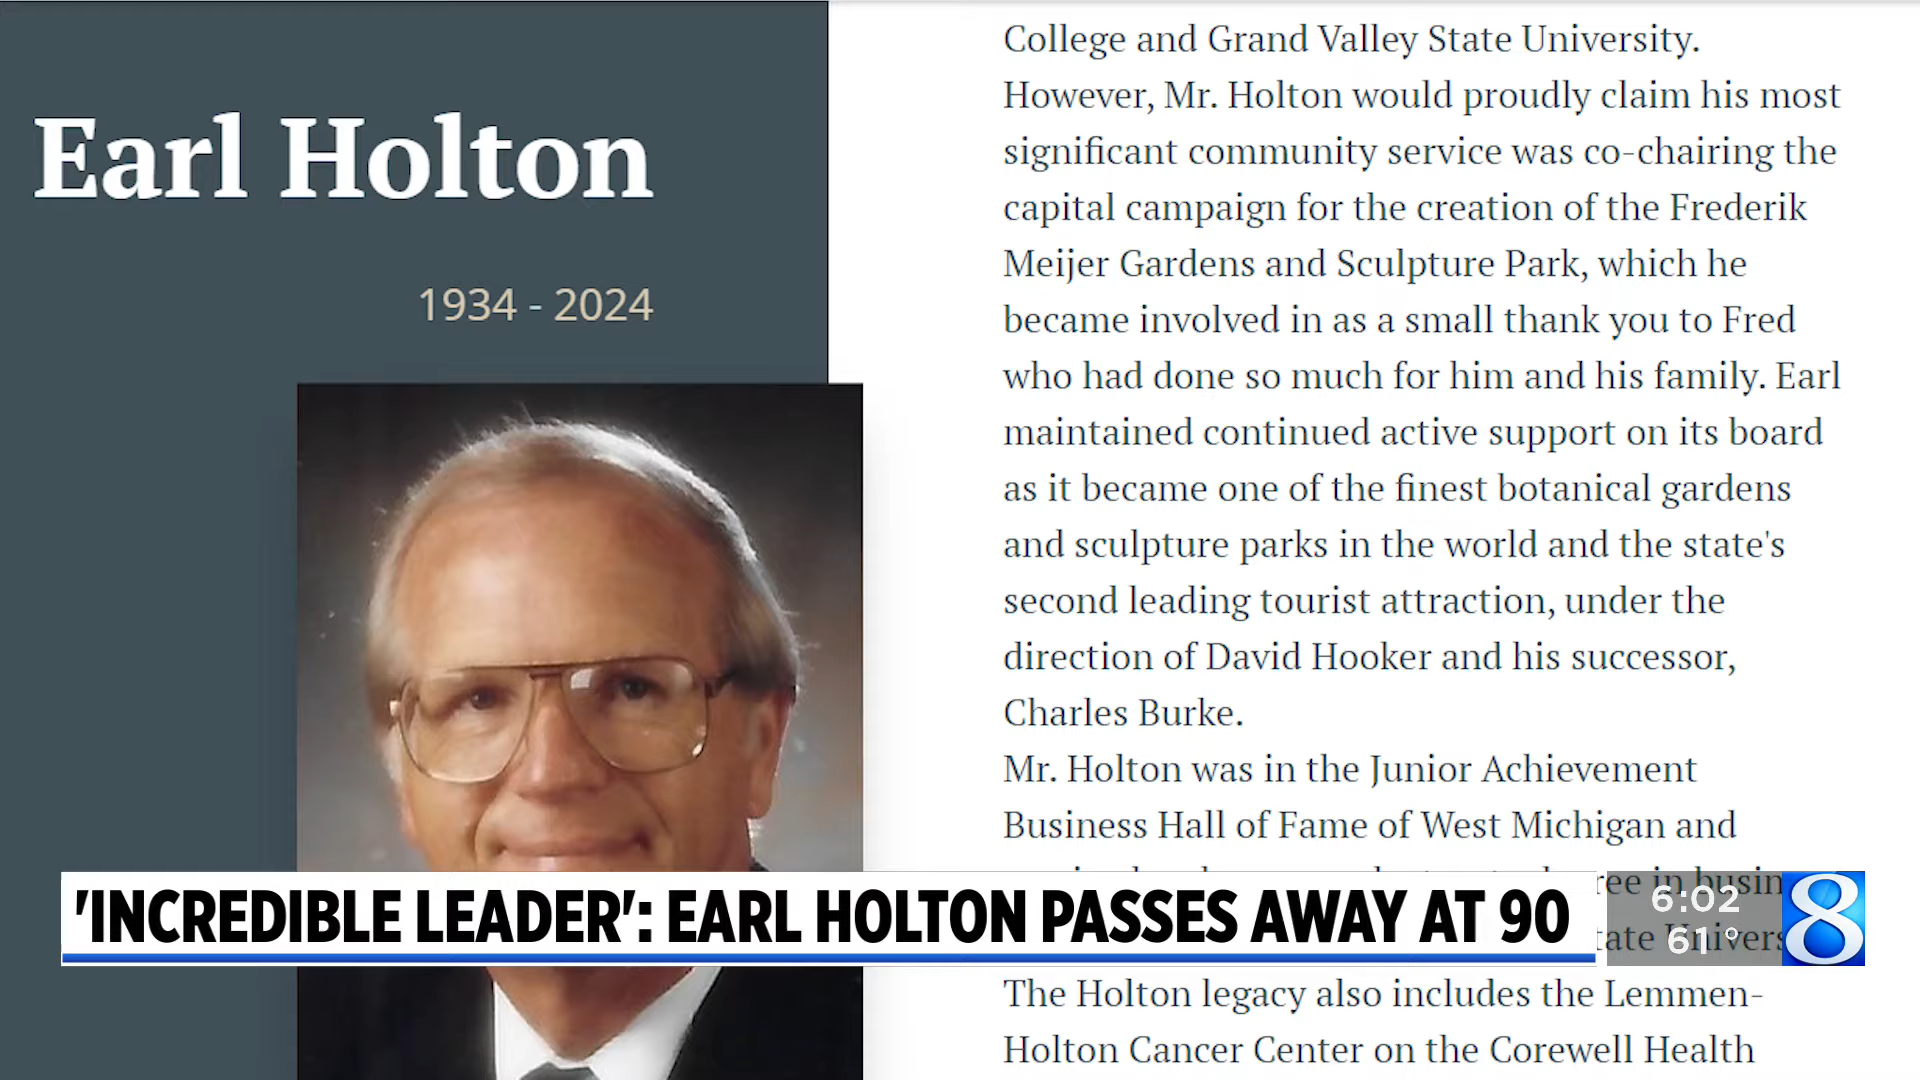 Earl Holton
1934 - 2024
College and Grand Valley State University.
However, Mr. Holton would proudly claim his most
significant community service was co-chairing the
capital campaign for the creation of the Frederik
Meijer Gardens and Sculpture Park, which he
became involved in as a small thank you to Fred
who had done so much for him and his family. Earl
maintained continued active support on its board
as it became one of the finest botanical gardens
and sculpture parks in the world and the state's
second leading tourist attraction, under the
direction of David Hooker and his successor,
Charles Burke.
Mr. Holton was in the Junior Achievement
Business Hall of Fame of West Michigan and
in
The Holton legacy also includes the Lemmen-
Holton Cancer Center on the Corewell Health
'INCREDIBLE LEADER': EARL HOLTON PASSES AWAY AT 90
6:02
61°
8